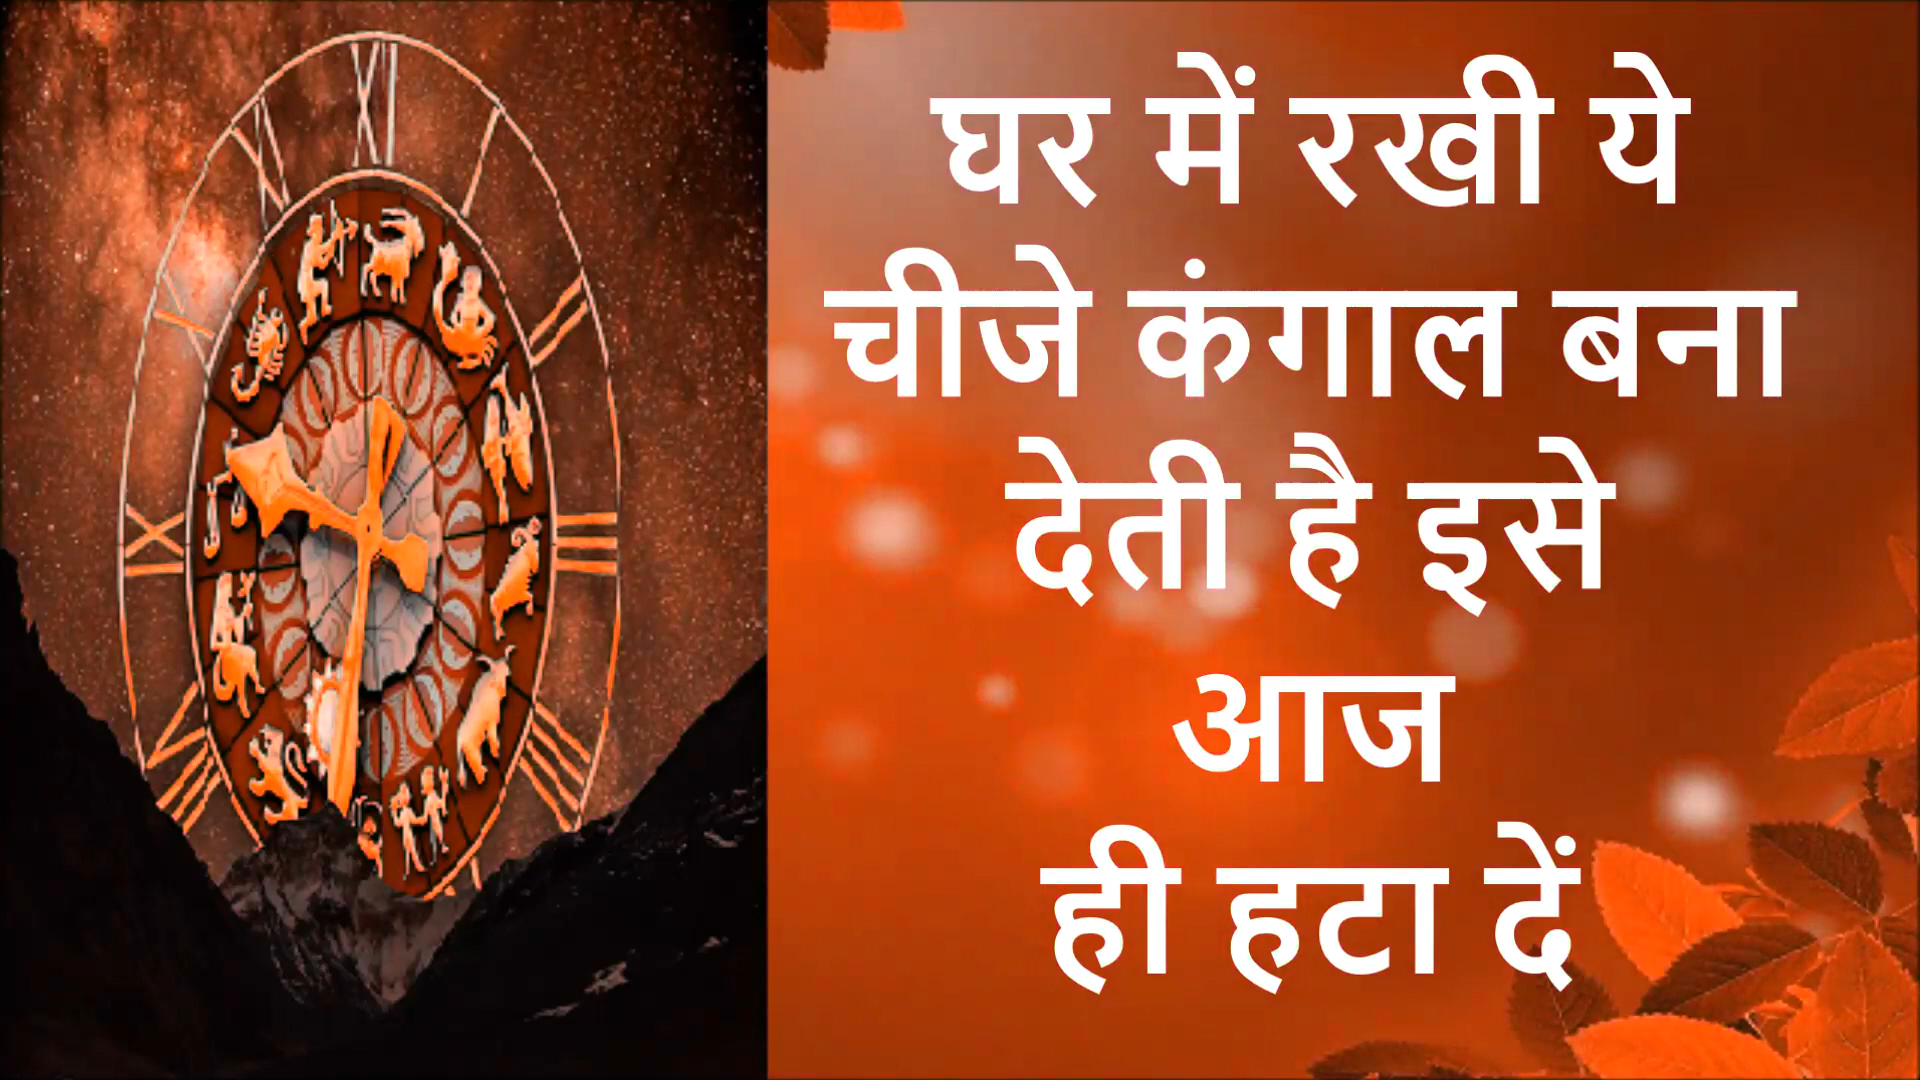 घर में रखी ये
चीजे कंगाल बना
देती है इसे
आज
ही हटा दें